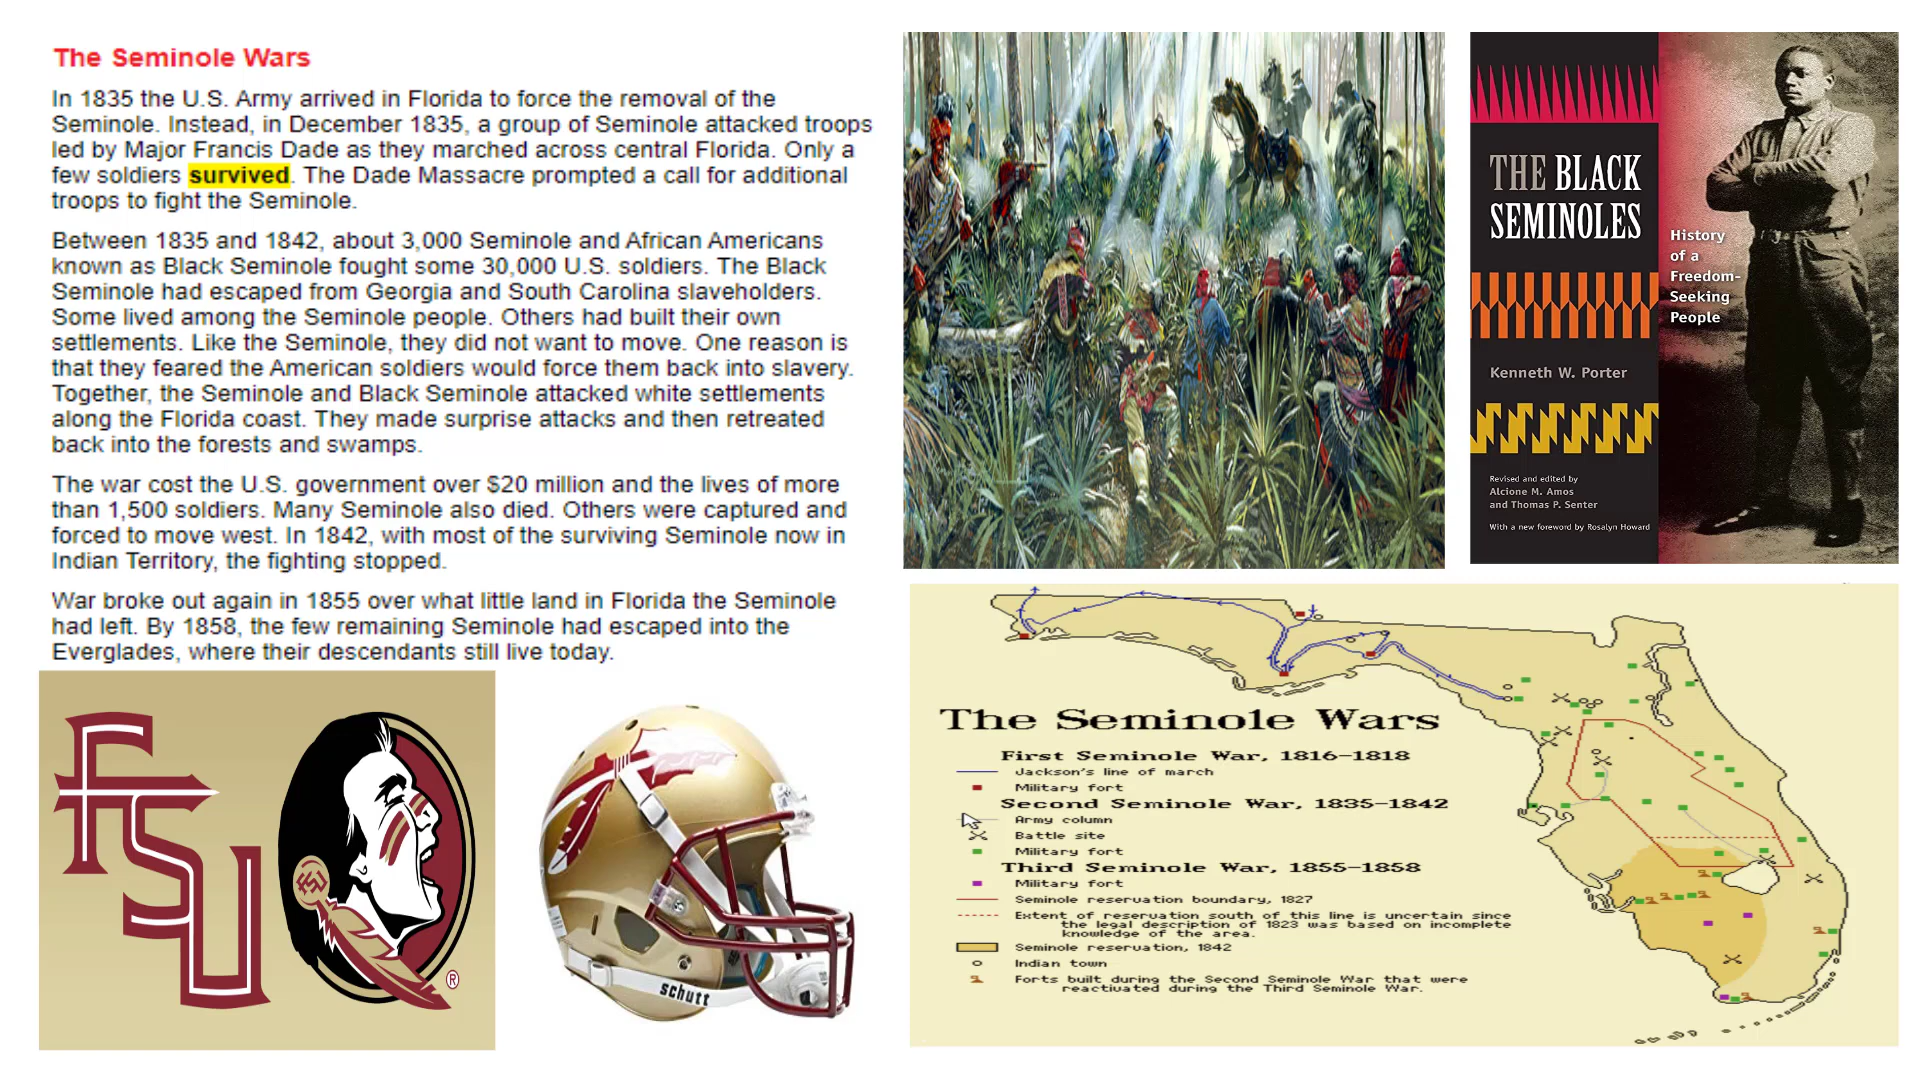 The Seminole Wars
In 1835 the U.S. Army arrived in Florida to force the removal of the
Seminole. Instead, in December 1835, a group of Seminole attacked troops
led by Major Francis Dade as they marched across central Florida. Only a
few soldiers survived. The Dade Massacre prompted a call for additional
troops to fight the Seminole.
Between 1835 and 1842, about 3,000 Seminole and African Americans
known as Black Seminole fought some 30,000 U.S. soldiers. The Black
Seminole had escaped from Georgia and South Carolina slaveholders.
Some lived among the Seminole people. Others had built their own
settlements. Like the Seminole, they did not want to move. One reason is
that they feared the American soldiers would force them back into slavery.
Together, the Seminole and Black Seminole attacked white settlements
along the Florida coast. They made surprise attacks and then retreated
back into the forests and swamps.
The war cost the U.S. government over $20 million and the lives of more
than 1,500 soldiers. Many Seminole also died. Others were captured and
forced to move west. In 1842, with most of the surviving Seminole now in
Indian Territory, the fighting stopped.
War broke out again in 1855 over what little land in Florida the Seminole
had left. By 1858, the few remaining Seminole had escaped into the
Everglades, where their descendants still live today.
THE BLACK
SEMINOLES
History
of a
Freedom-
Seeking
People
Kenneth W. Porter
Revised and edited by
Alcione M. Amos
and Thomas P. Senter
With a new foreword by Rosalyn Howard
FSU
FSU
®
schutt
The Seminole Wars
First Seminole War, 1816–1818
Jackson's line of march
Military fort
Second Seminole War, 1835–1842
Army column
Battle site
Military fort
Third Seminole War, 1855–1858
Military fort
Seminole reservation boundary, 1827
Extent of reservation south of this line is uncertain since
the legal description of 1823 was based on incomplete
knowledge of the area.
Seminole reservation, 1842
Indian town
Forts built during the Second Seminole War that were
reactivated during the Third Seminole War.